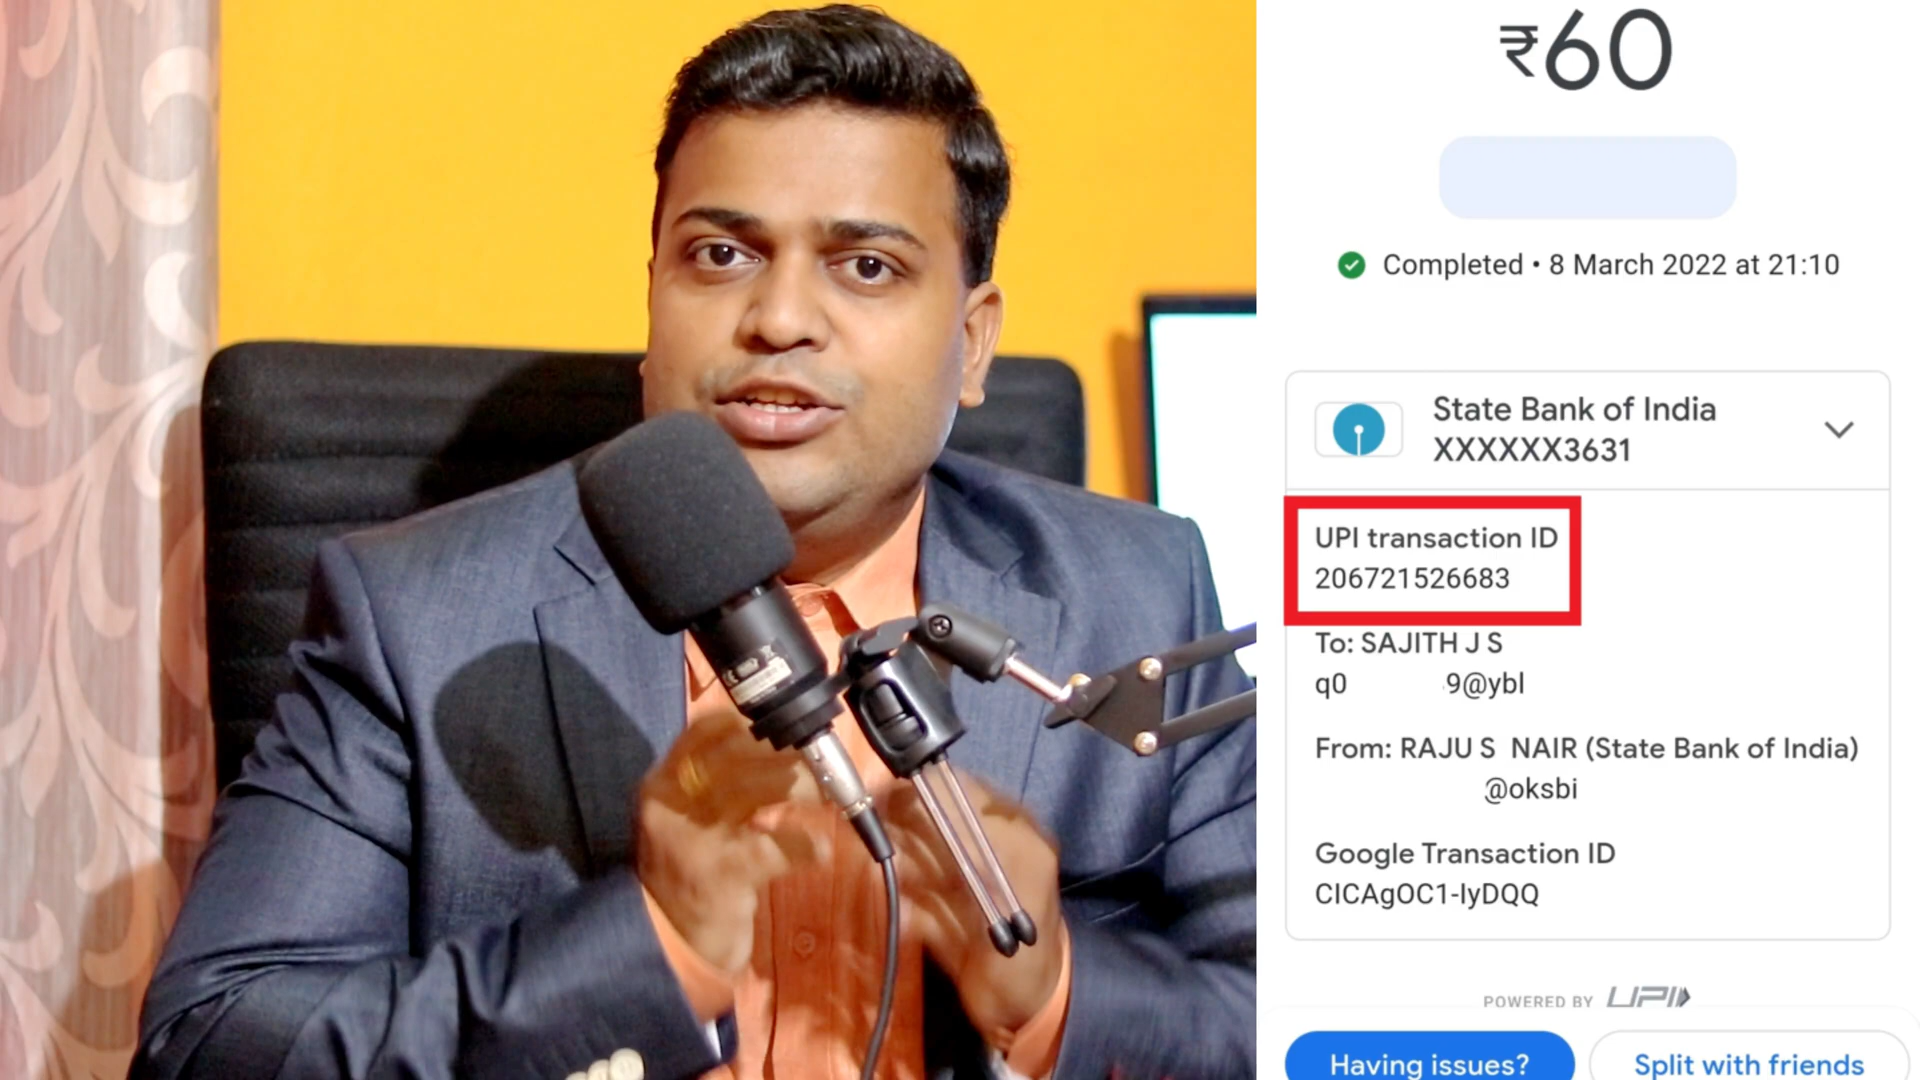 ₹60
Completed • 8 March 2022 at 21:10
State Bank of India
XXXXXX3631
UPI transaction ID
206721526683
To: SAJITH J S
q0 9@ybl
From: RAJU S NAIR (State Bank of India)
@oksbi
Google Transaction ID
CICAgOC1-IyDQQ
POWERED BY UPI
Having issues?
Split with friends